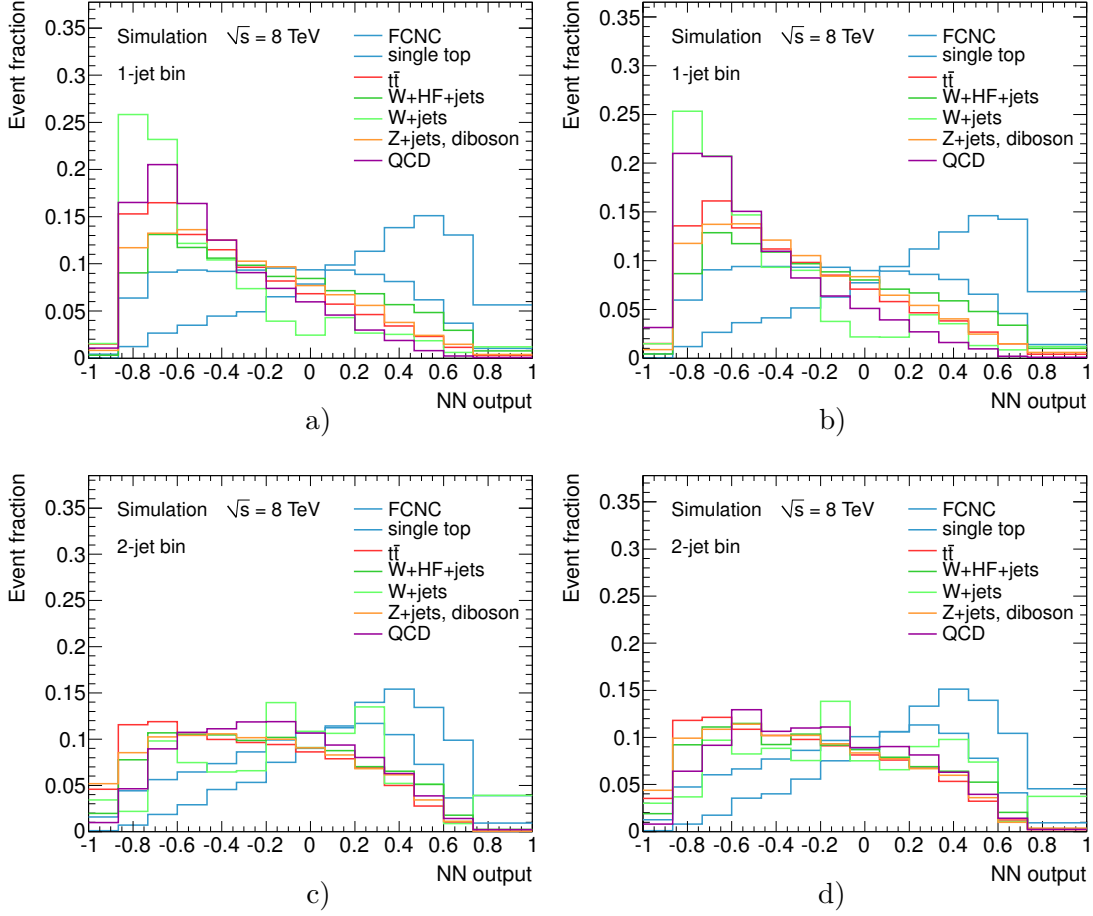 Event fraction
0.35
0.3
0.25
0.2
0.15
0.1
0.05
0
Simulation √s = 8 TeV
1-jet bin
FCNC
single top
tt̄
W+HF+jets
W+jets
Z+jets, diboson
QCD
-1 -0.8 -0.6 -0.4 -0.2 0 0.2 0.4 0.6 0.8 1
NN output
a)
Event fraction
0.35
0.3
0.25
0.2
0.15
0.1
0.05
0
Simulation √s = 8 TeV
1-jet bin
FCNC
single top
tt̄
W+HF+jets
W+jets
Z+jets, diboson
QCD
-1 -0.8 -0.6 -0.4 -0.2 0 0.2 0.4 0.6 0.8 1
NN output
b)
Event fraction
0.35
0.3
0.25
0.2
0.15
0.1
0.05
0
Simulation √s = 8 TeV
2-jet bin
FCNC
single top
tt̄
W+HF+jets
W+jets
Z+jets, diboson
QCD
-1 -0.8 -0.6 -0.4 -0.2 0 0.2 0.4 0.6 0.8 1
NN output
c)
Event fraction
0.35
0.3
0.25
0.2
0.15
0.1
0.05
0
Simulation √s = 8 TeV
2-jet bin
FCNC
single top
tt̄
W+HF+jets
W+jets
Z+jets, diboson
QCD
-1 -0.8 -0.6 -0.4 -0.2 0 0.2 0.4 0.6 0.8 1
NN output
d)